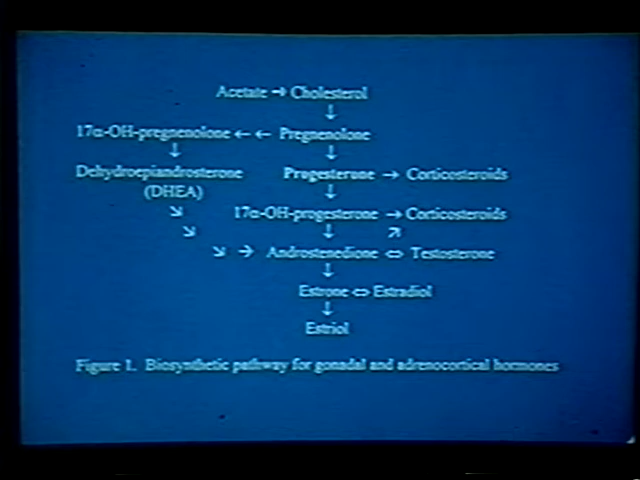 Acetate → Cholesterol
↓
17α-OH-pregnenolone ← ← Pregnenolone
↓ ↓
Dehydroepiandrosterone Progesterone → Corticosteroids
(DHEA) ↓
↘ 17α-OH-progesterone → Corticosteroids
↘ ↓ ↗
↘ → Androstenedione ⇔ Testosterone
↓
Estrone ⇔ Estradiol
↓
Estriol
Figure 1. Biosynthetic pathway for gonadal and adrenocortical hormones